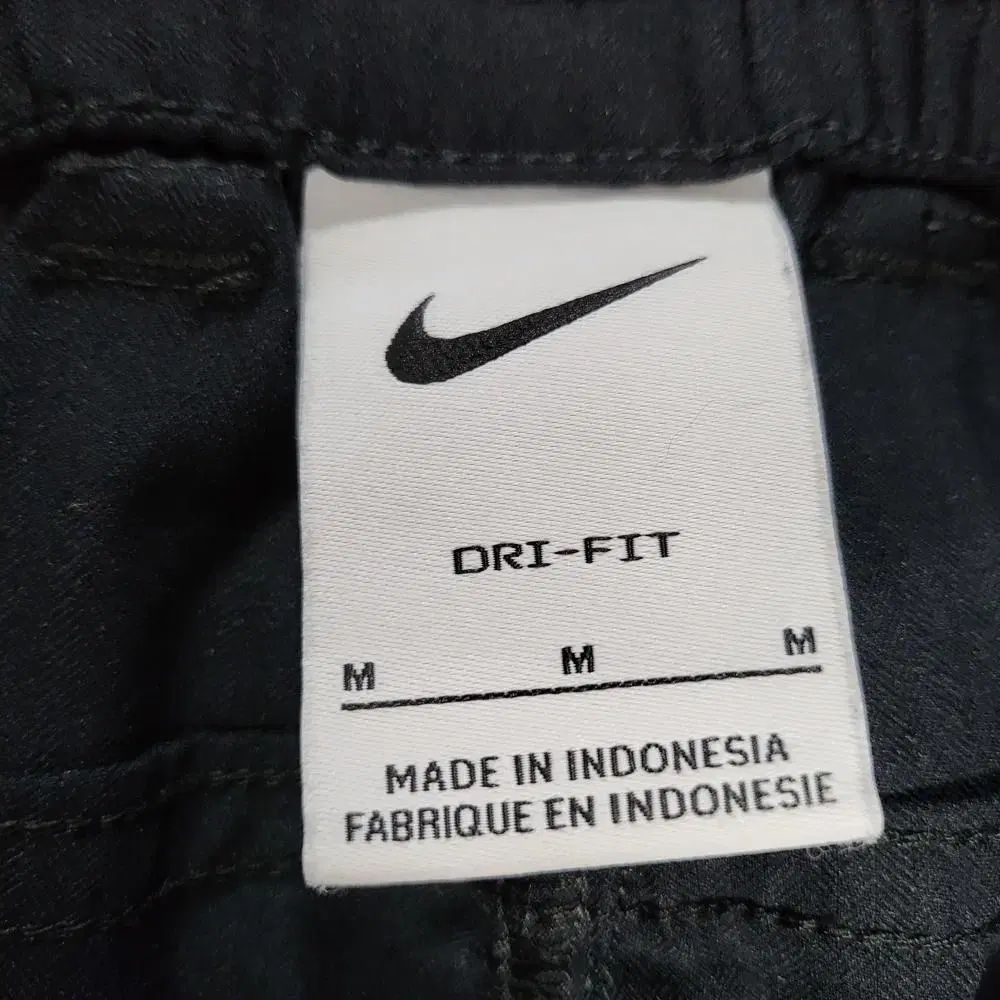 DRI-FIT
M M M
MADE IN INDONESIA
FABRIQUE EN INDONESIE